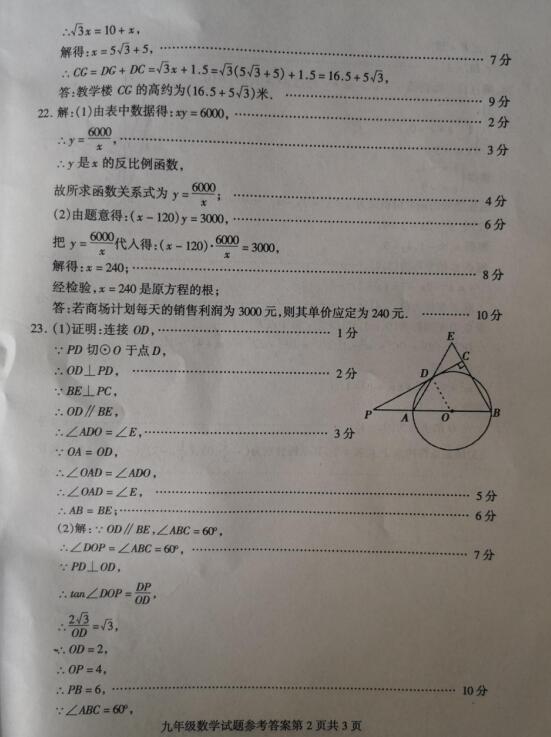 ∴√3x = 10 + x,
解得: x = 5√3 + 5, …… 7分
∴ CG = DG + DC = √3x + 1.5 = √3(5√3 + 5) + 1.5 = 16.5 + 5√3,
答:教学楼 CG 的高约为(16.5 + 5√3)米. …… 9分
22. 解:(1)由表中数据得: xy = 6000, …… 2分
∴ y = 6000/x, …… 3分
∴ y 是 x 的反比例函数,
故所求函数关系式为 y = 6000/x; …… 4分
(2)由题意得:(x - 120)y = 3000, …… 6分
把 y = 6000/x 代入得:(x - 120)·6000/x = 3000,
解得: x = 240; …… 8分
经检验, x = 240 是原方程的根;
答:若商场计划每天的销售利润为 3000 元,则其单价应定为 240 元. …… 10分
23. (1)证明:连接 OD, …… 1分
∵ PD 切⊙O 于点 D,
∴ OD⊥PD, …… 2分
∵ BE⊥PC,
∴ OD∥BE,
∴ ∠ADO = ∠E, …… 3分
∵ OA = OD,
∴ ∠OAD = ∠ADO,
∴ ∠OAD = ∠E, …… 5分
∴ AB = BE; …… 6分
(2)解:∵ OD∥BE, ∠ABC = 60°,
∴ ∠DOP = ∠ABC = 60°, …… 7分
∵ PD⊥OD,
∴ tan∠DOP = DP/OD,
∴ 2√3/OD = √3,
∴ OD = 2,
∴ OP = 4,
∴ PB = 6, …… 10分
∵ ∠ABC = 60°,
E
C
D
P
A
O
B
九年级数学试题参考答案第 2 页共 3 页